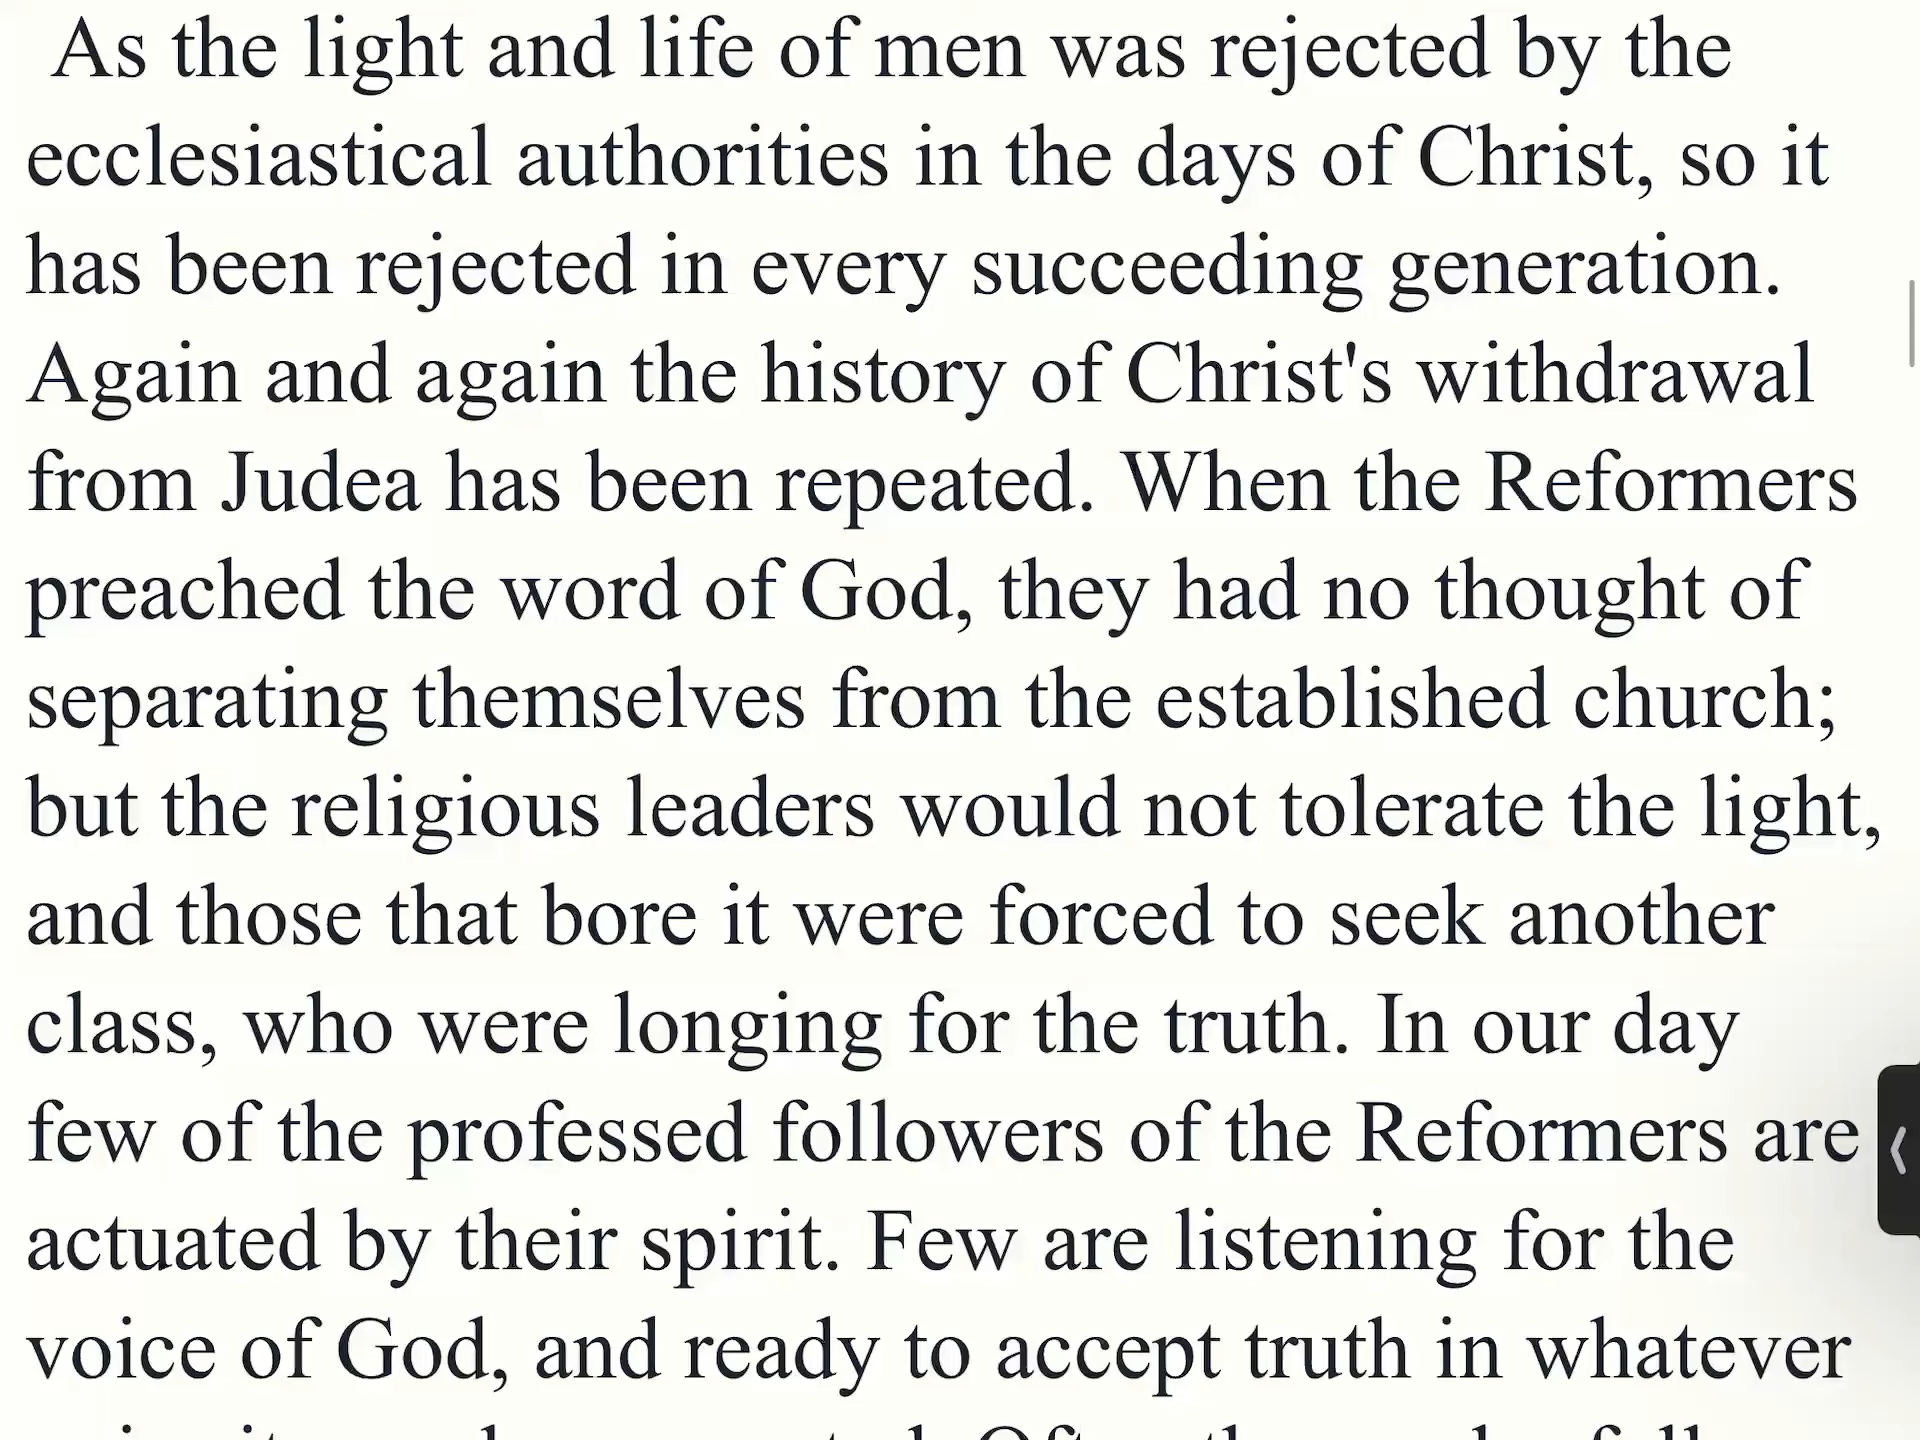 As the light and life of men was rejected by the
ecclesiastical authorities in the days of Christ, so it
has been rejected in every succeeding generation.
Again and again the history of Christ's withdrawal
from Judea has been repeated. When the Reformers
preached the word of God, they had no thought of
separating themselves from the established church;
but the religious leaders would not tolerate the light,
and those that bore it were forced to seek another
class, who were longing for the truth. In our day
few of the professed followers of the Reformers are
actuated by their spirit. Few are listening for the
voice of God, and ready to accept truth in whatever